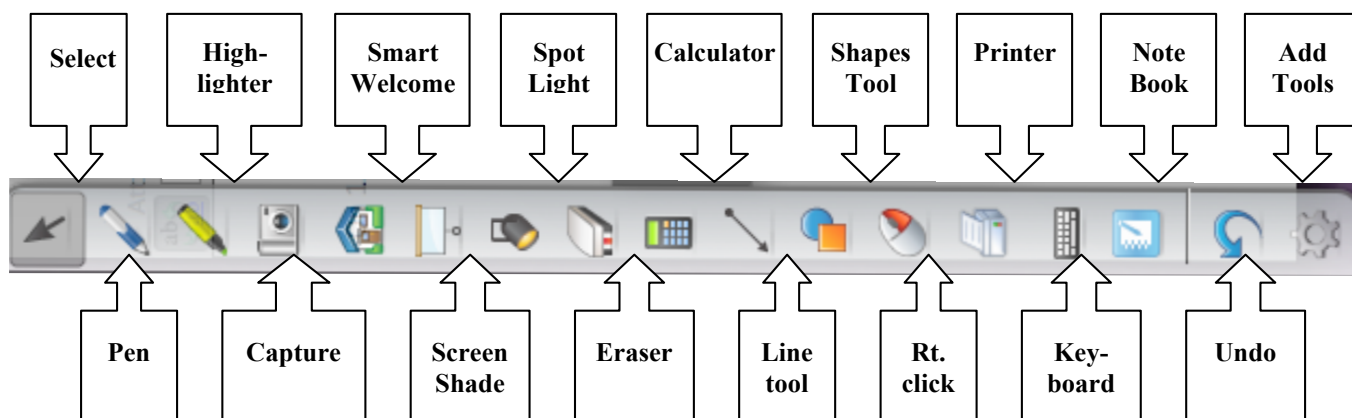 Select
High-
lighter
Smart
Welcome
Spot
Light
Calculator
Shapes
Tool
Printer
Note
Book
Add
Tools
Pen
Capture
Screen
Shade
Eraser
Line
tool
Rt.
click
Key-
board
Undo